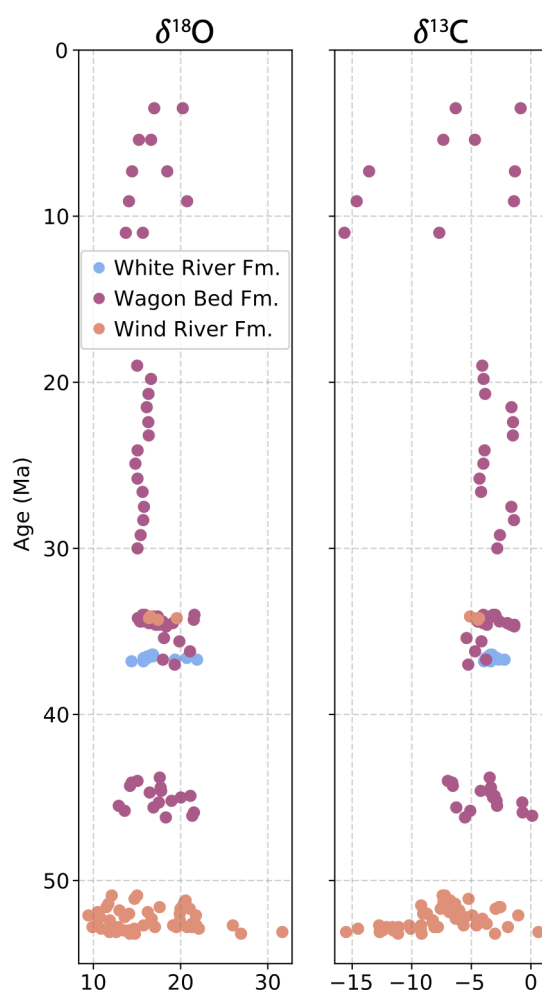 δ¹⁸O
δ¹³C
0
10
20
30
40
50
Age (Ma)
White River Fm.
Wagon Bed Fm.
Wind River Fm.
10 20 30
−15 −10 −5 0